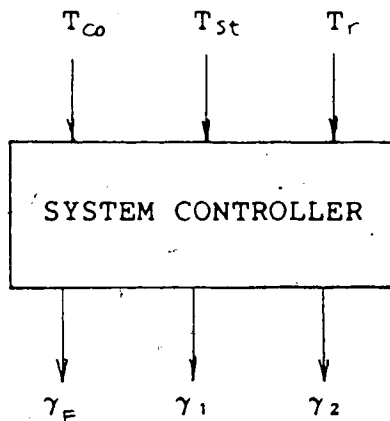 T_co T_st T_r
SYSTEM CONTROLLER
γ_F γ_1 γ_2